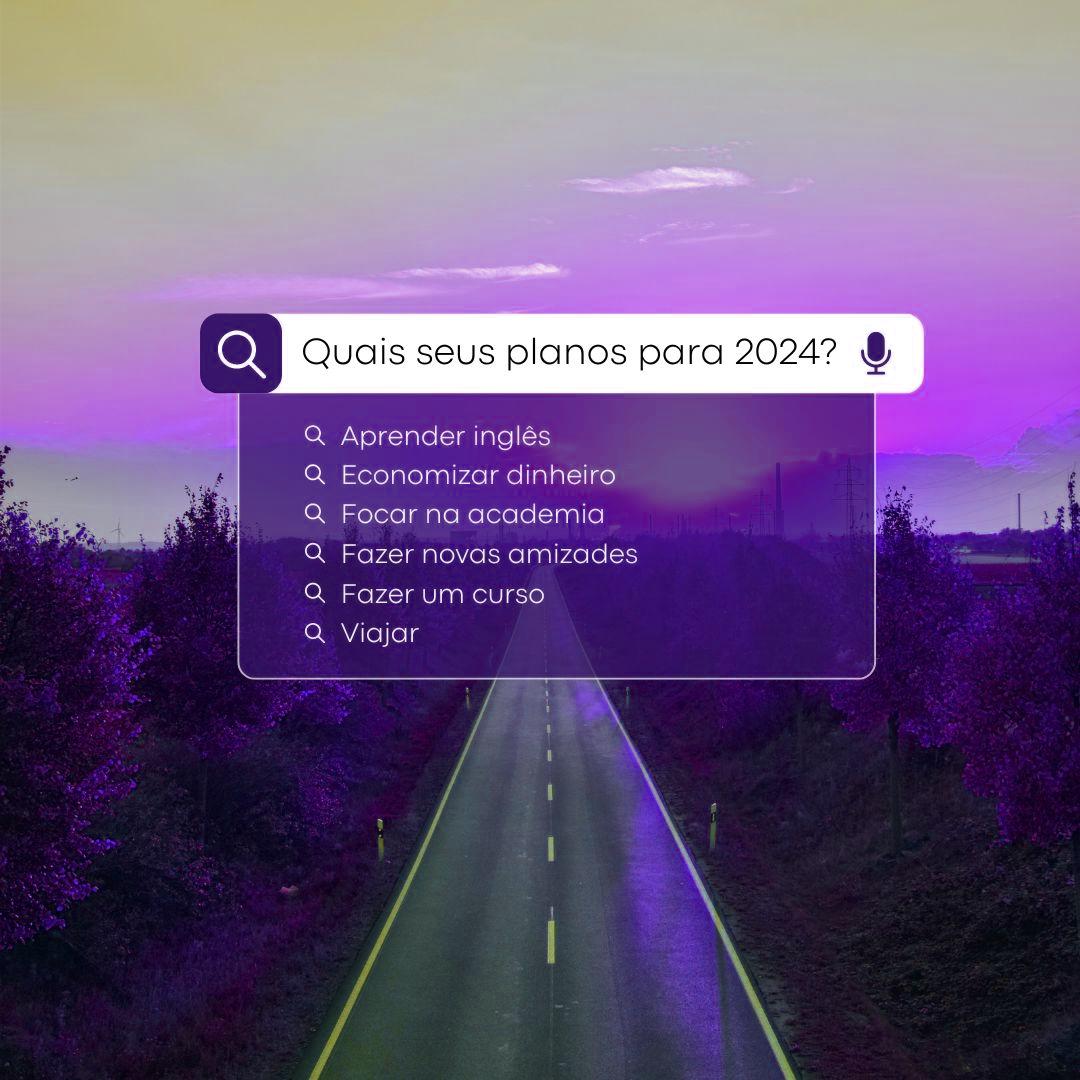 Quais seus planos para 2024?
Aprender inglês
Economizar dinheiro
Focar na academia
Fazer novas amizades
Fazer um curso
Viajar